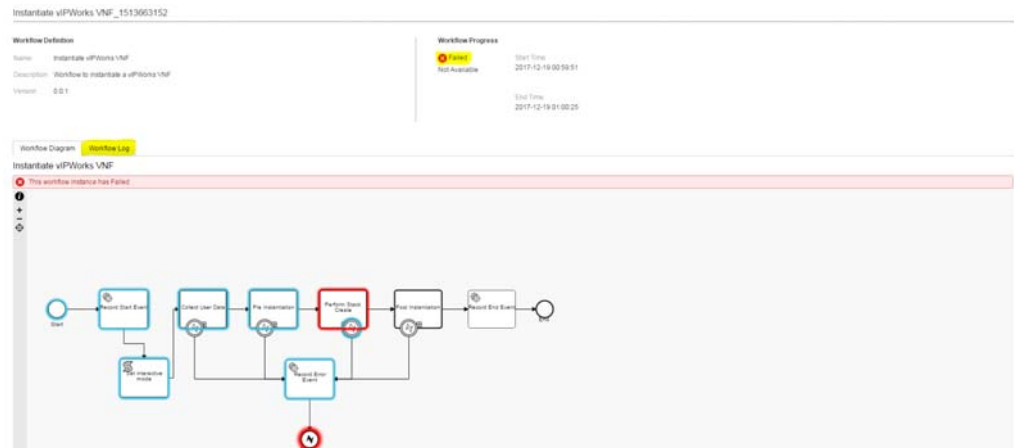 Instantiate vIPWorks VNF_1513663152
Workflow Definition
Name: Instantiate vIPWorks VNF
Description: Workflow to instantiate a vIPWorks VNF
Version: 0.0.1
Workflow Progress
Failed
Not Available
Start Time
2017-12-19 00:59:51
End Time
2017-12-19 01:00:25
Workflow Diagram
Workflow Log
Instantiate vIPWorks VNF
This workflow instance has Failed
Start
Record Start Event
Set Interactive
mode
Collect User Data
Pre Instantiation
Perform Stack
Create
Post Instantiation
Record End Event
End
Record Error
Event